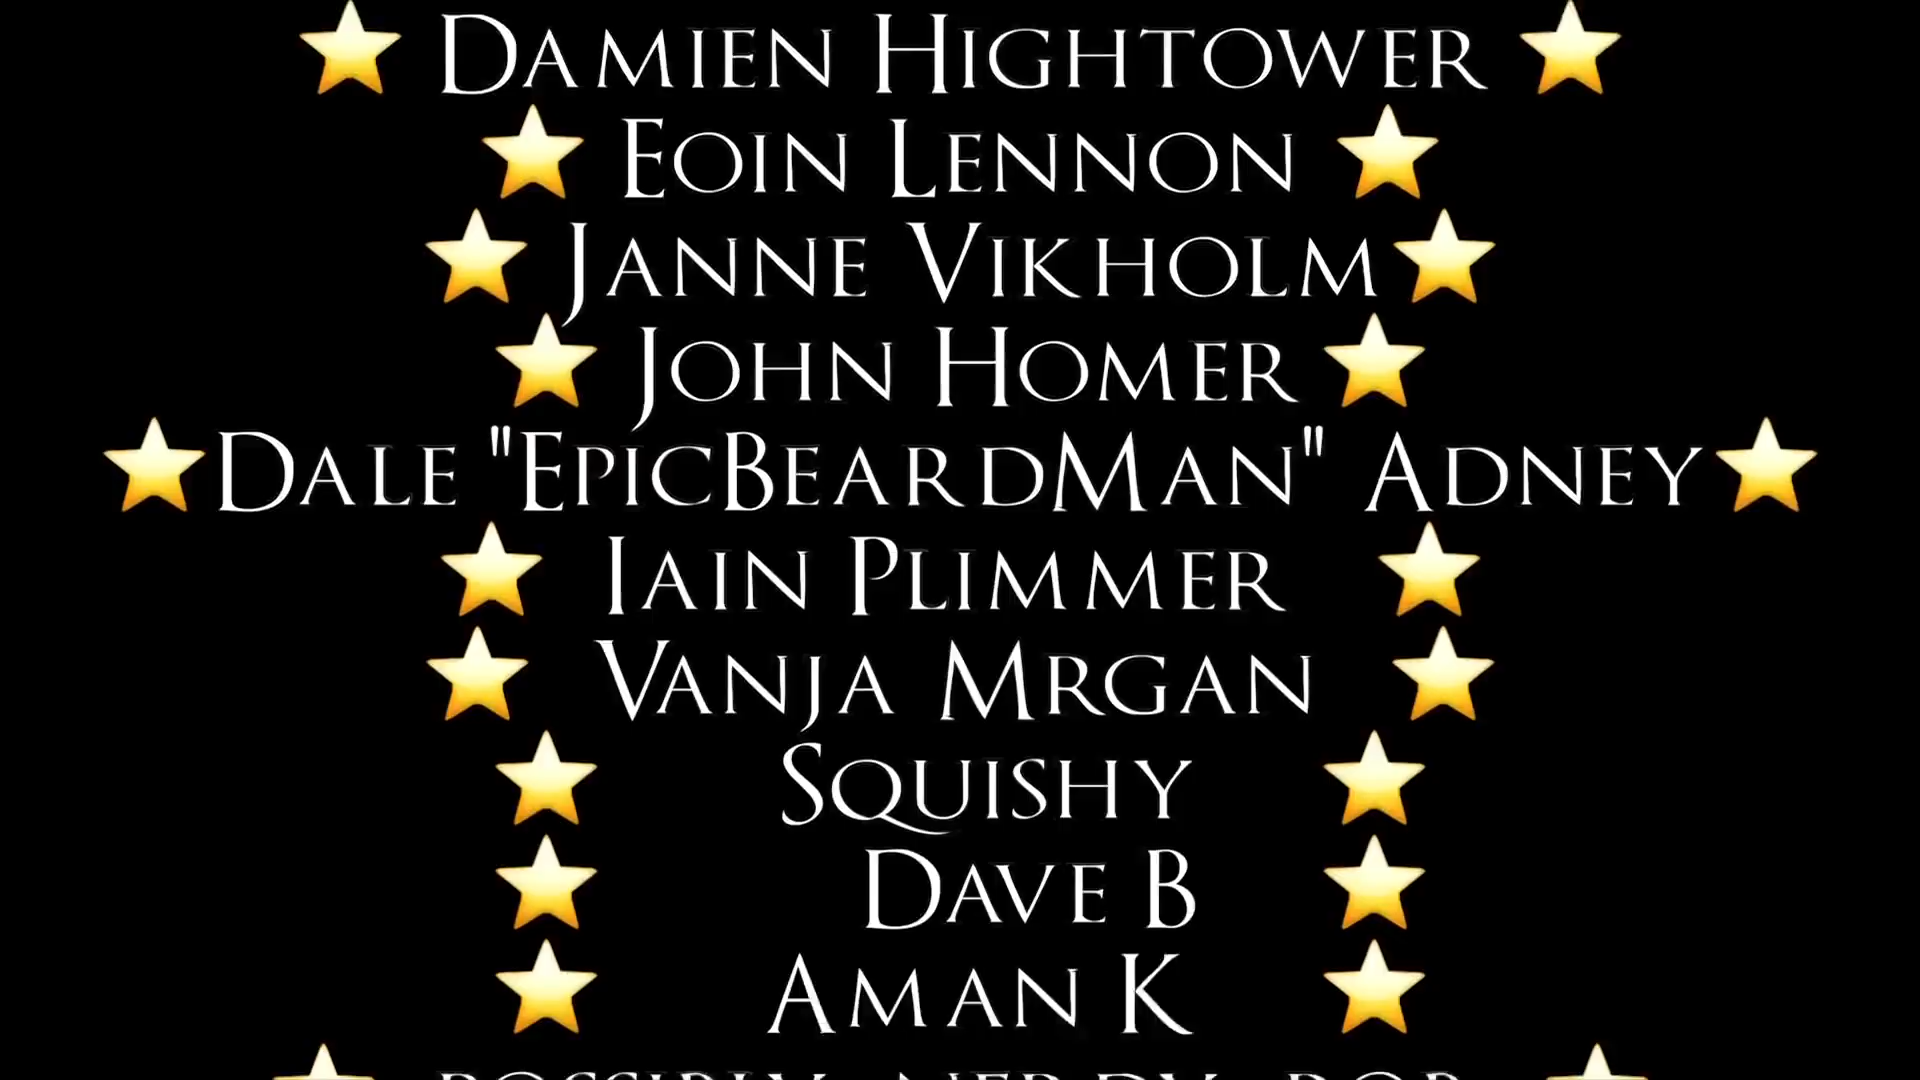 Damien Hightower
Eoin Lennon
Janne Vikholm
John Homer
Dale "EpicBeardMan" Adney
Iain Plimmer
Vanja Mrgan
Squishy
Dave B
Aman K